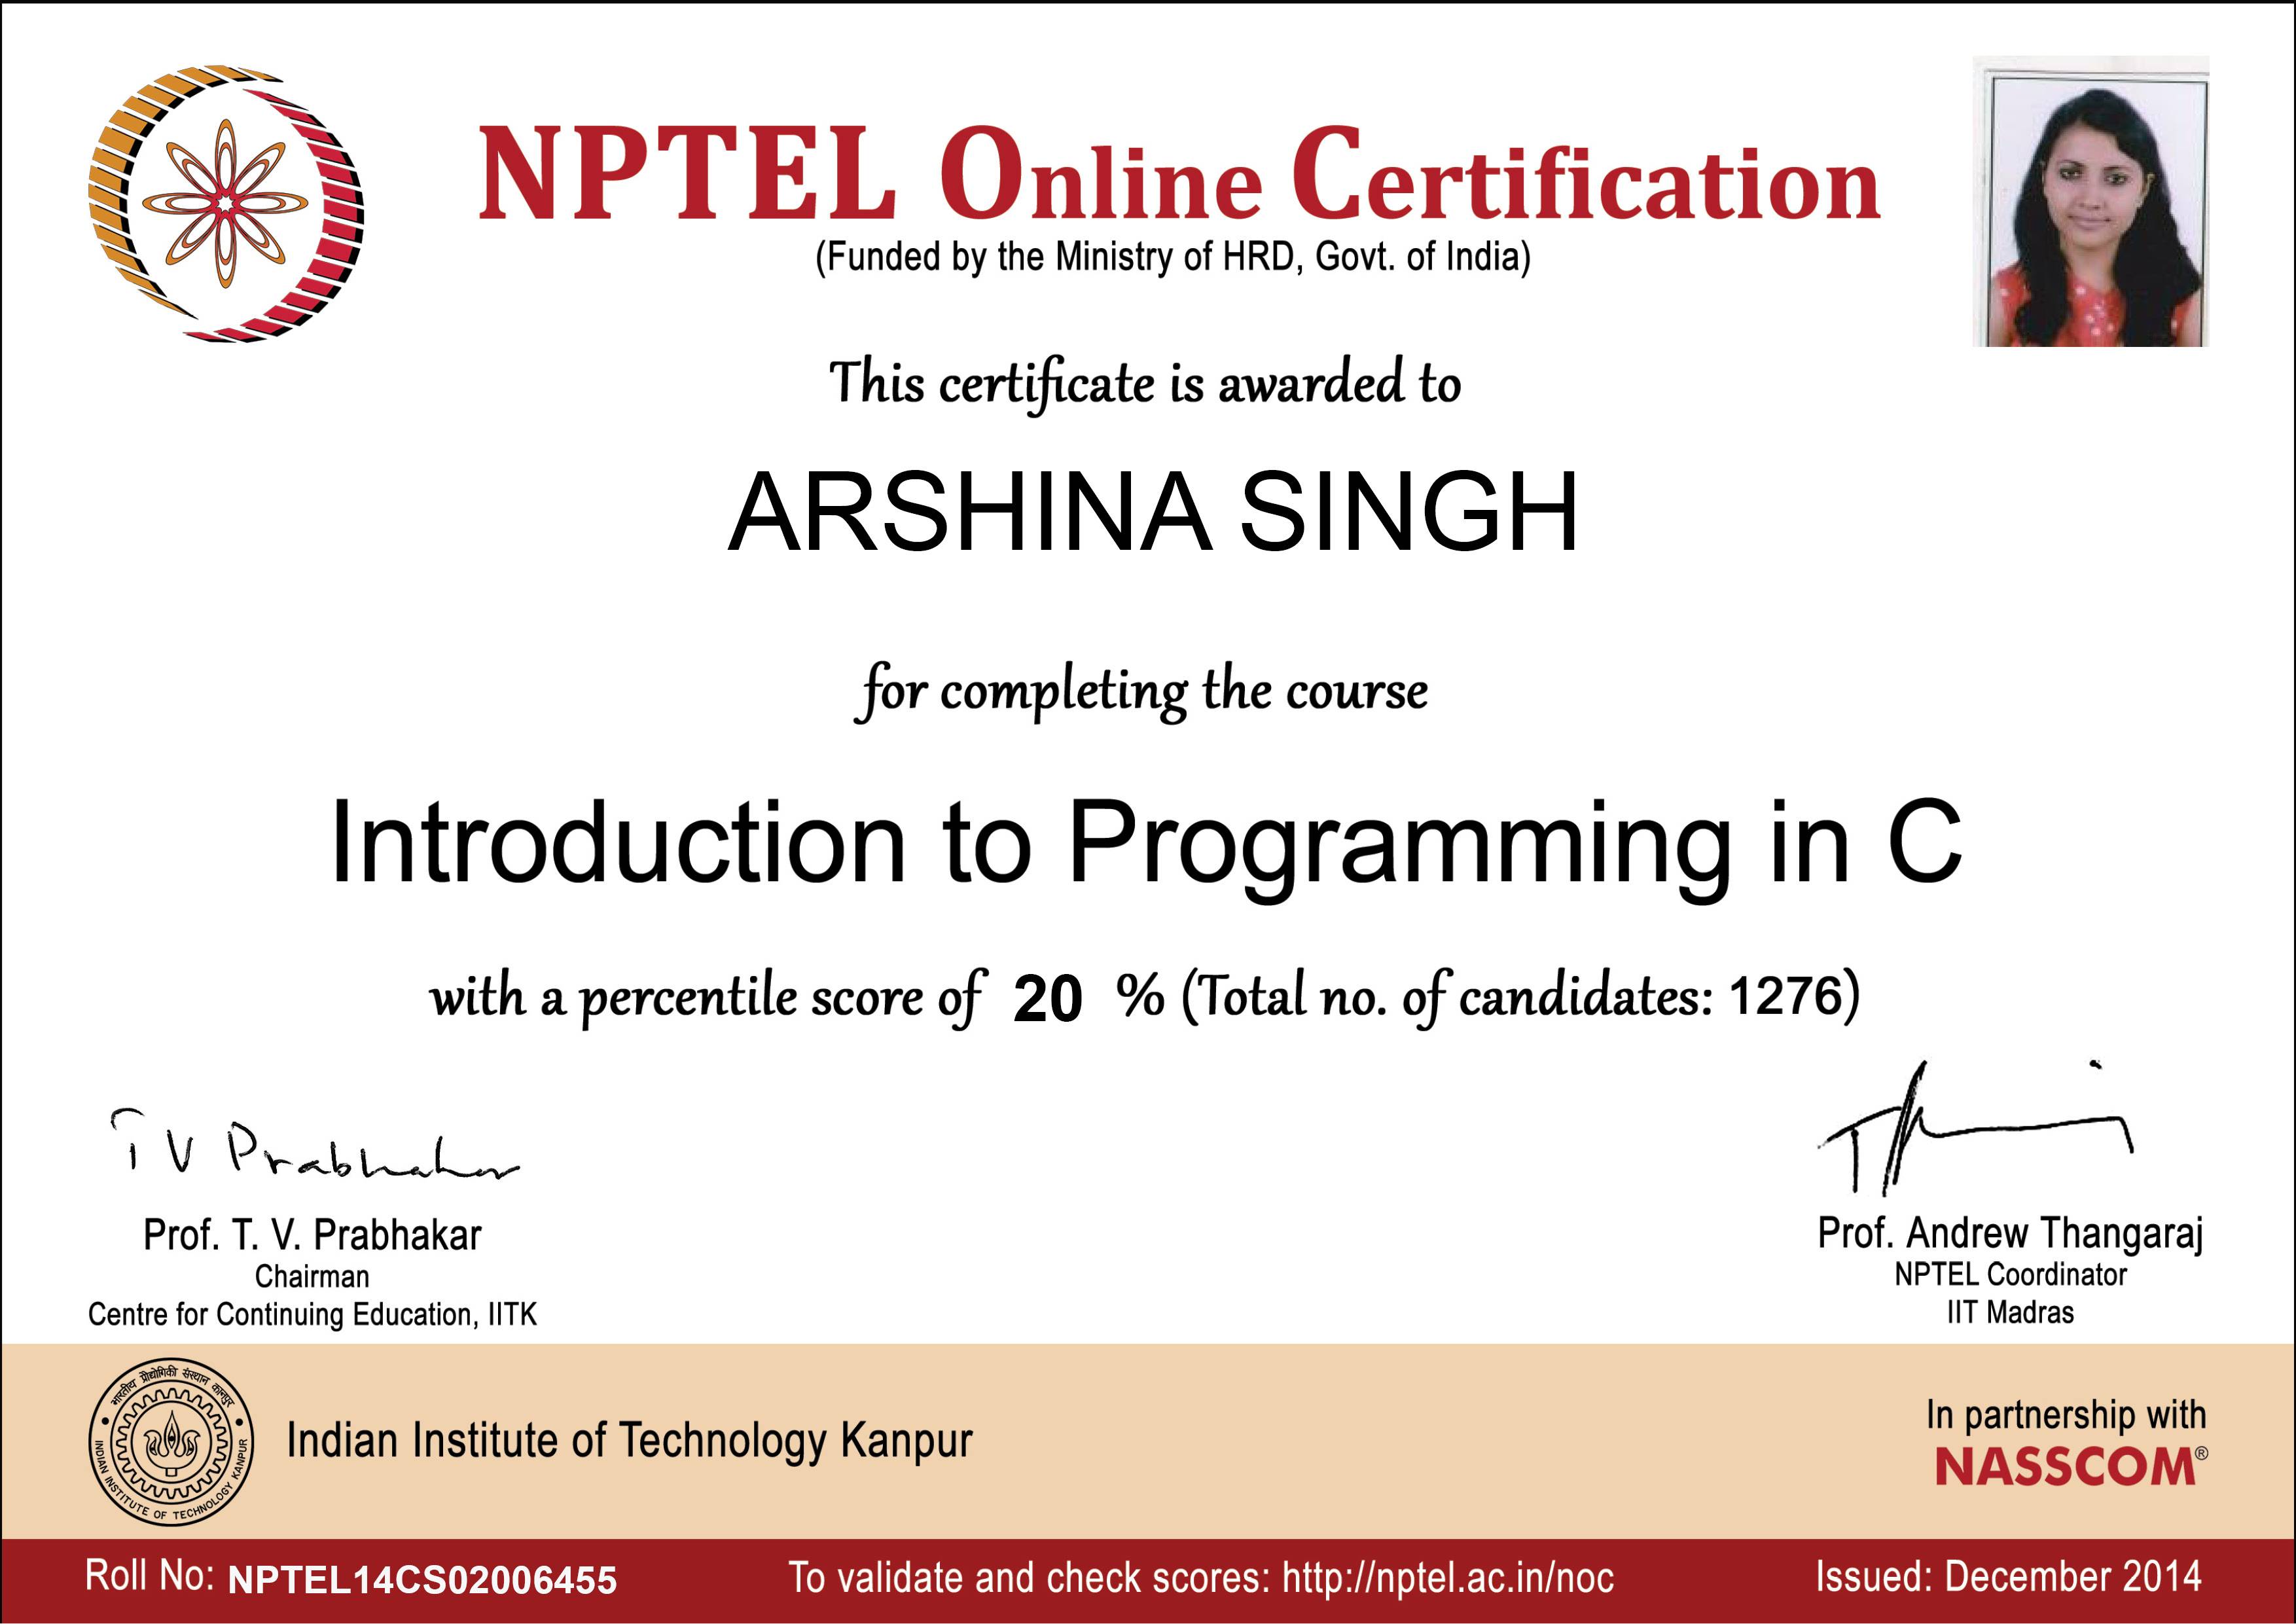 NPTEL Online Certification
(Funded by the Ministry of HRD, Govt. of India)
This certificate is awarded to
ARSHINA SINGH
for completing the course
Introduction to Programming in C
with a percentile score of 20 % (Total no. of candidates: 1276)
T V Prabhakar
Prof. T. V. Prabhakar
Chairman
Centre for Continuing Education, IITK
Prof. Andrew Thangaraj
NPTEL Coordinator
IIT Madras
भारतीय प्रौद्योगिकी संस्थान कानपुर
INDIAN INSTITUTE OF TECHNOLOGY KANPUR
Indian Institute of Technology Kanpur
In partnership with
NASSCOM®
Roll No: NPTEL14CS02006455
To validate and check scores: http://nptel.ac.in/noc
Issued: December 2014